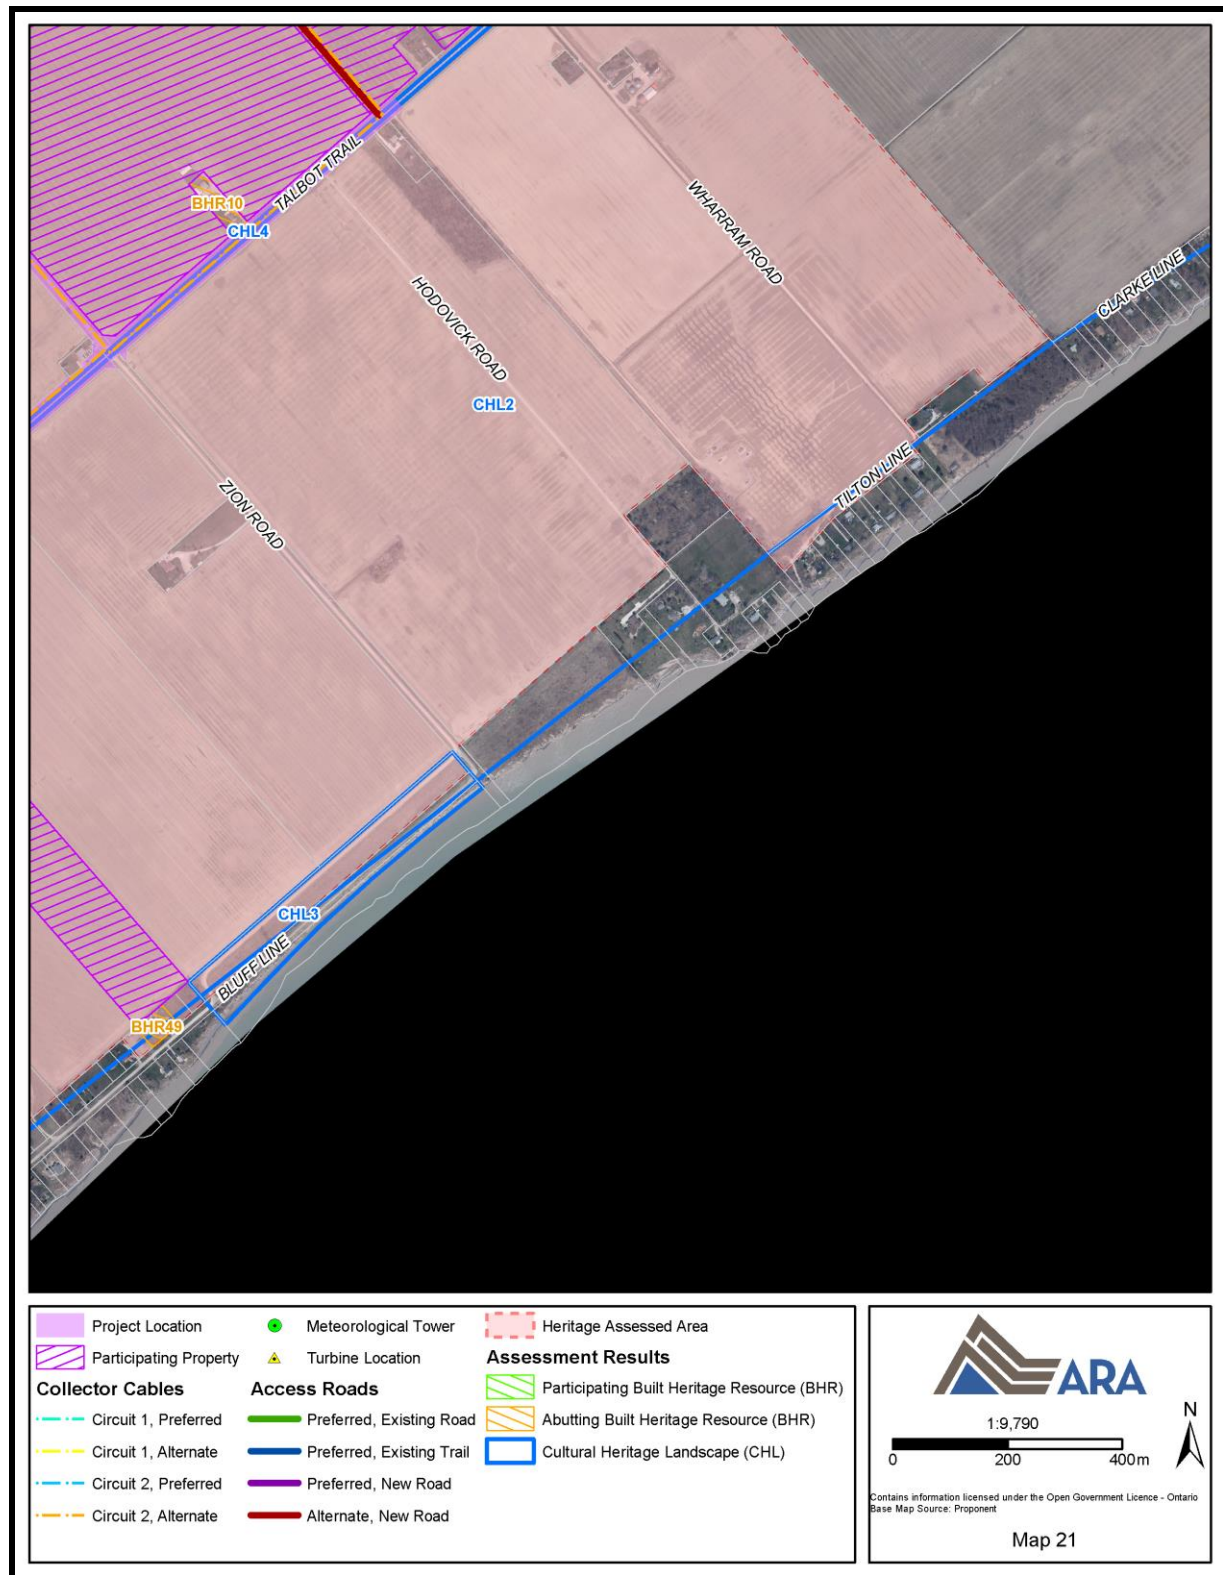 TALBOT TRAIL
BHR10
CHL4
WHARRAM ROAD
CLARKE LINE
HODOVICK ROAD
CHL2
TILTON LINE
ZION ROAD
CHL3
BLUFF LINE
BHR49
Project Location
Participating Property
Collector Cables
Circuit 1, Preferred
Circuit 1, Alternate
Circuit 2, Preferred
Circuit 2, Alternate
Meteorological Tower
Turbine Location
Access Roads
Preferred, Existing Road
Preferred, Existing Trail
Preferred, New Road
Alternate, New Road
Heritage Assessed Area
Assessment Results
Participating Built Heritage Resource (BHR)
Abutting Built Heritage Resource (BHR)
Cultural Heritage Landscape (CHL)
ARA
1:9,790
0 200 400m
N
Contains information licensed under the Open Government Licence - Ontario
Base Map Source: Proponent
Map 21